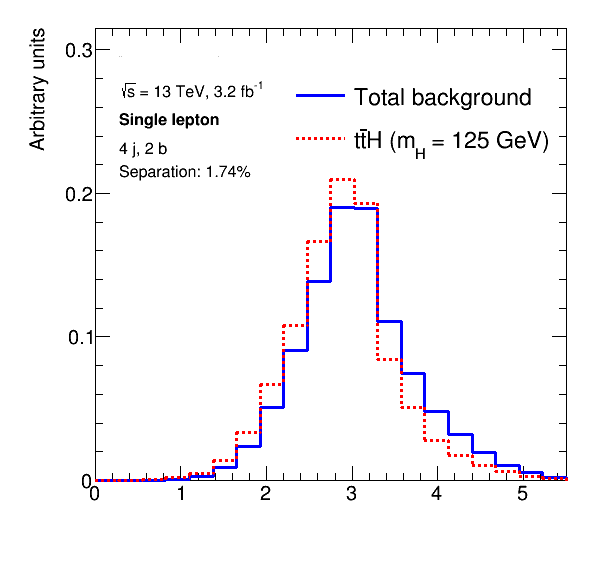 0.3
Arbitrary units
√s = 13 TeV, 3.2 fb⁻¹
Total background
Single lepton
tt̄H (m_H = 125 GeV)
4 j, 2 b
Separation: 1.74%
0.2
0.1
0
0 1 2 3 4 5